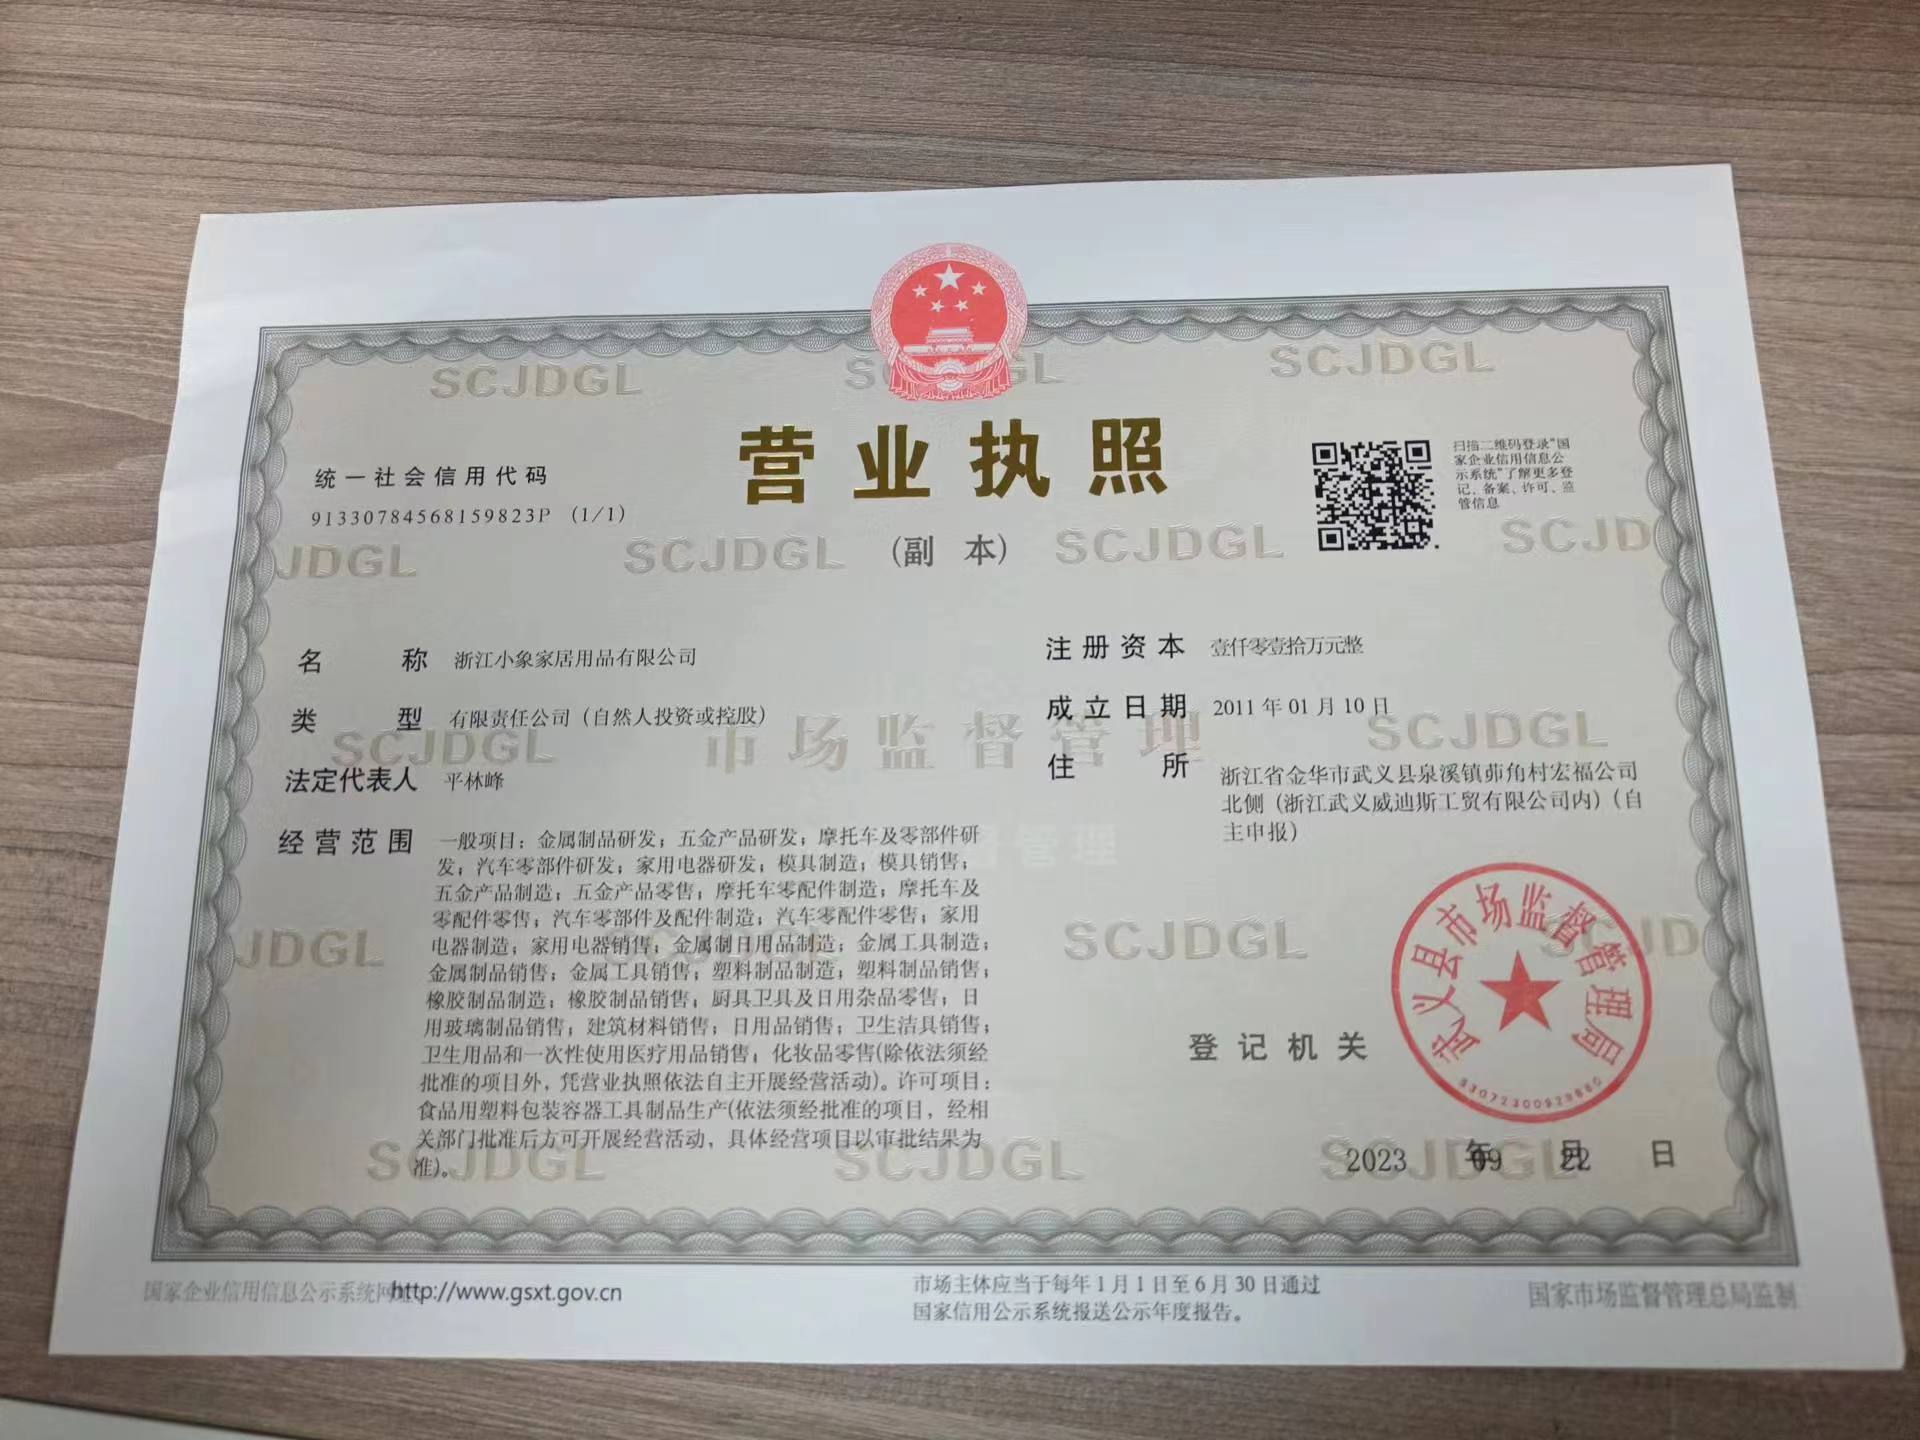 SCJDGL
SCJDGL
营业执照
(副 本)
统一社会信用代码
91330784568159823P (1/1)
扫描二维码登录“国
家企业信用信息公
示系统”了解更多登
记、备案、许可、监
管信息
JDGL
SCJDGL
SCJDGL
SCJD
名 称 浙江小象家居用品有限公司
类 型 有限责任公司（自然人投资或控股）
法定代表人 平林峰
经营范围 一般项目：金属制品研发；五金产品研发；摩托车及零部件研
发；汽车零部件研发；家用电器研发；模具制造；模具销售；
五金产品制造；五金产品零售；摩托车零配件制造；摩托车及
零配件零售；汽车零部件及配件制造；汽车零配件零售；家用
电器制造；家用电器销售；金属制日用品制造；金属工具制造；
金属制品销售；金属工具销售；塑料制品制造；塑料制品销售；
橡胶制品制造；橡胶制品销售；厨具卫具及日用杂品零售；日
用玻璃制品销售；建筑材料销售；日用品销售；卫生洁具销售；
卫生用品和一次性使用医疗用品销售；化妆品零售(除依法须经
批准的项目外，凭营业执照依法自主开展经营活动)。许可项目：
食品用塑料包装容器工具制品生产(依法须经批准的项目，经相
关部门批准后方可开展经营活动，具体经营项目以审批结果为
准)。
注册资本 壹仟零壹拾万元整
成立日期 2011年01月10日
住 所 浙江省金华市武义县泉溪镇茆角村宏福公司
北侧（浙江武义威迪斯工贸有限公司内）（自
主申报）
SCJDGL
市场监督管理
SCJDGL
JDGL
SCJDGL
登记机关
武义县市场监督管理局
2023 年 09 月 22 日
SCJDGL
SCJDGL
SCJDGL
国家企业信用信息公示系统网址：http://www.gsxt.gov.cn
市场主体应当于每年1月1日至6月30日通过
国家信用公示系统报送公示年度报告。
国家市场监督管理总局监制